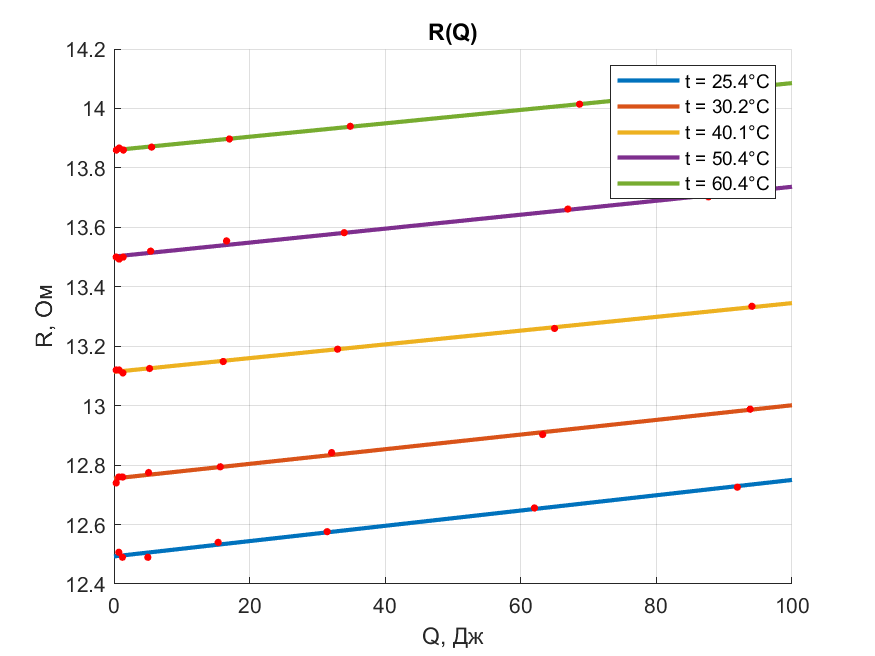 R(Q)
14.2
14
13.8
13.6
13.4
13.2
13
12.8
12.6
12.4
R, Ом
t = 25.4°C
t = 30.2°C
t = 40.1°C
t = 50.4°C
t = 60.4°C
0 20 40 60 80 100
Q, Дж